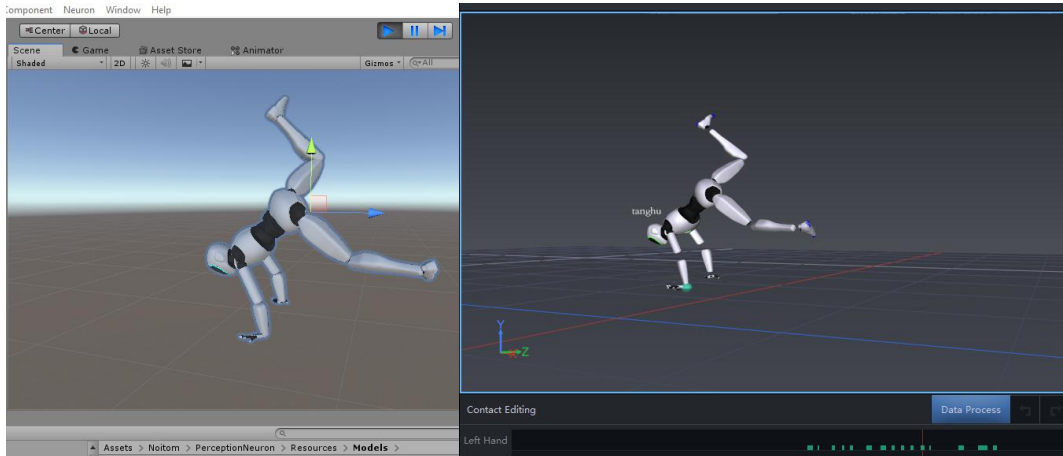 Component Neuron Window Help
Center Local
Scene Game Asset Store Animator
Shaded 2D Gizmos All
Assets > Noitom > PerceptionNeuron > Resources > Models >
tanghu
Y
X Z
Contact Editing Data Process
Left Hand